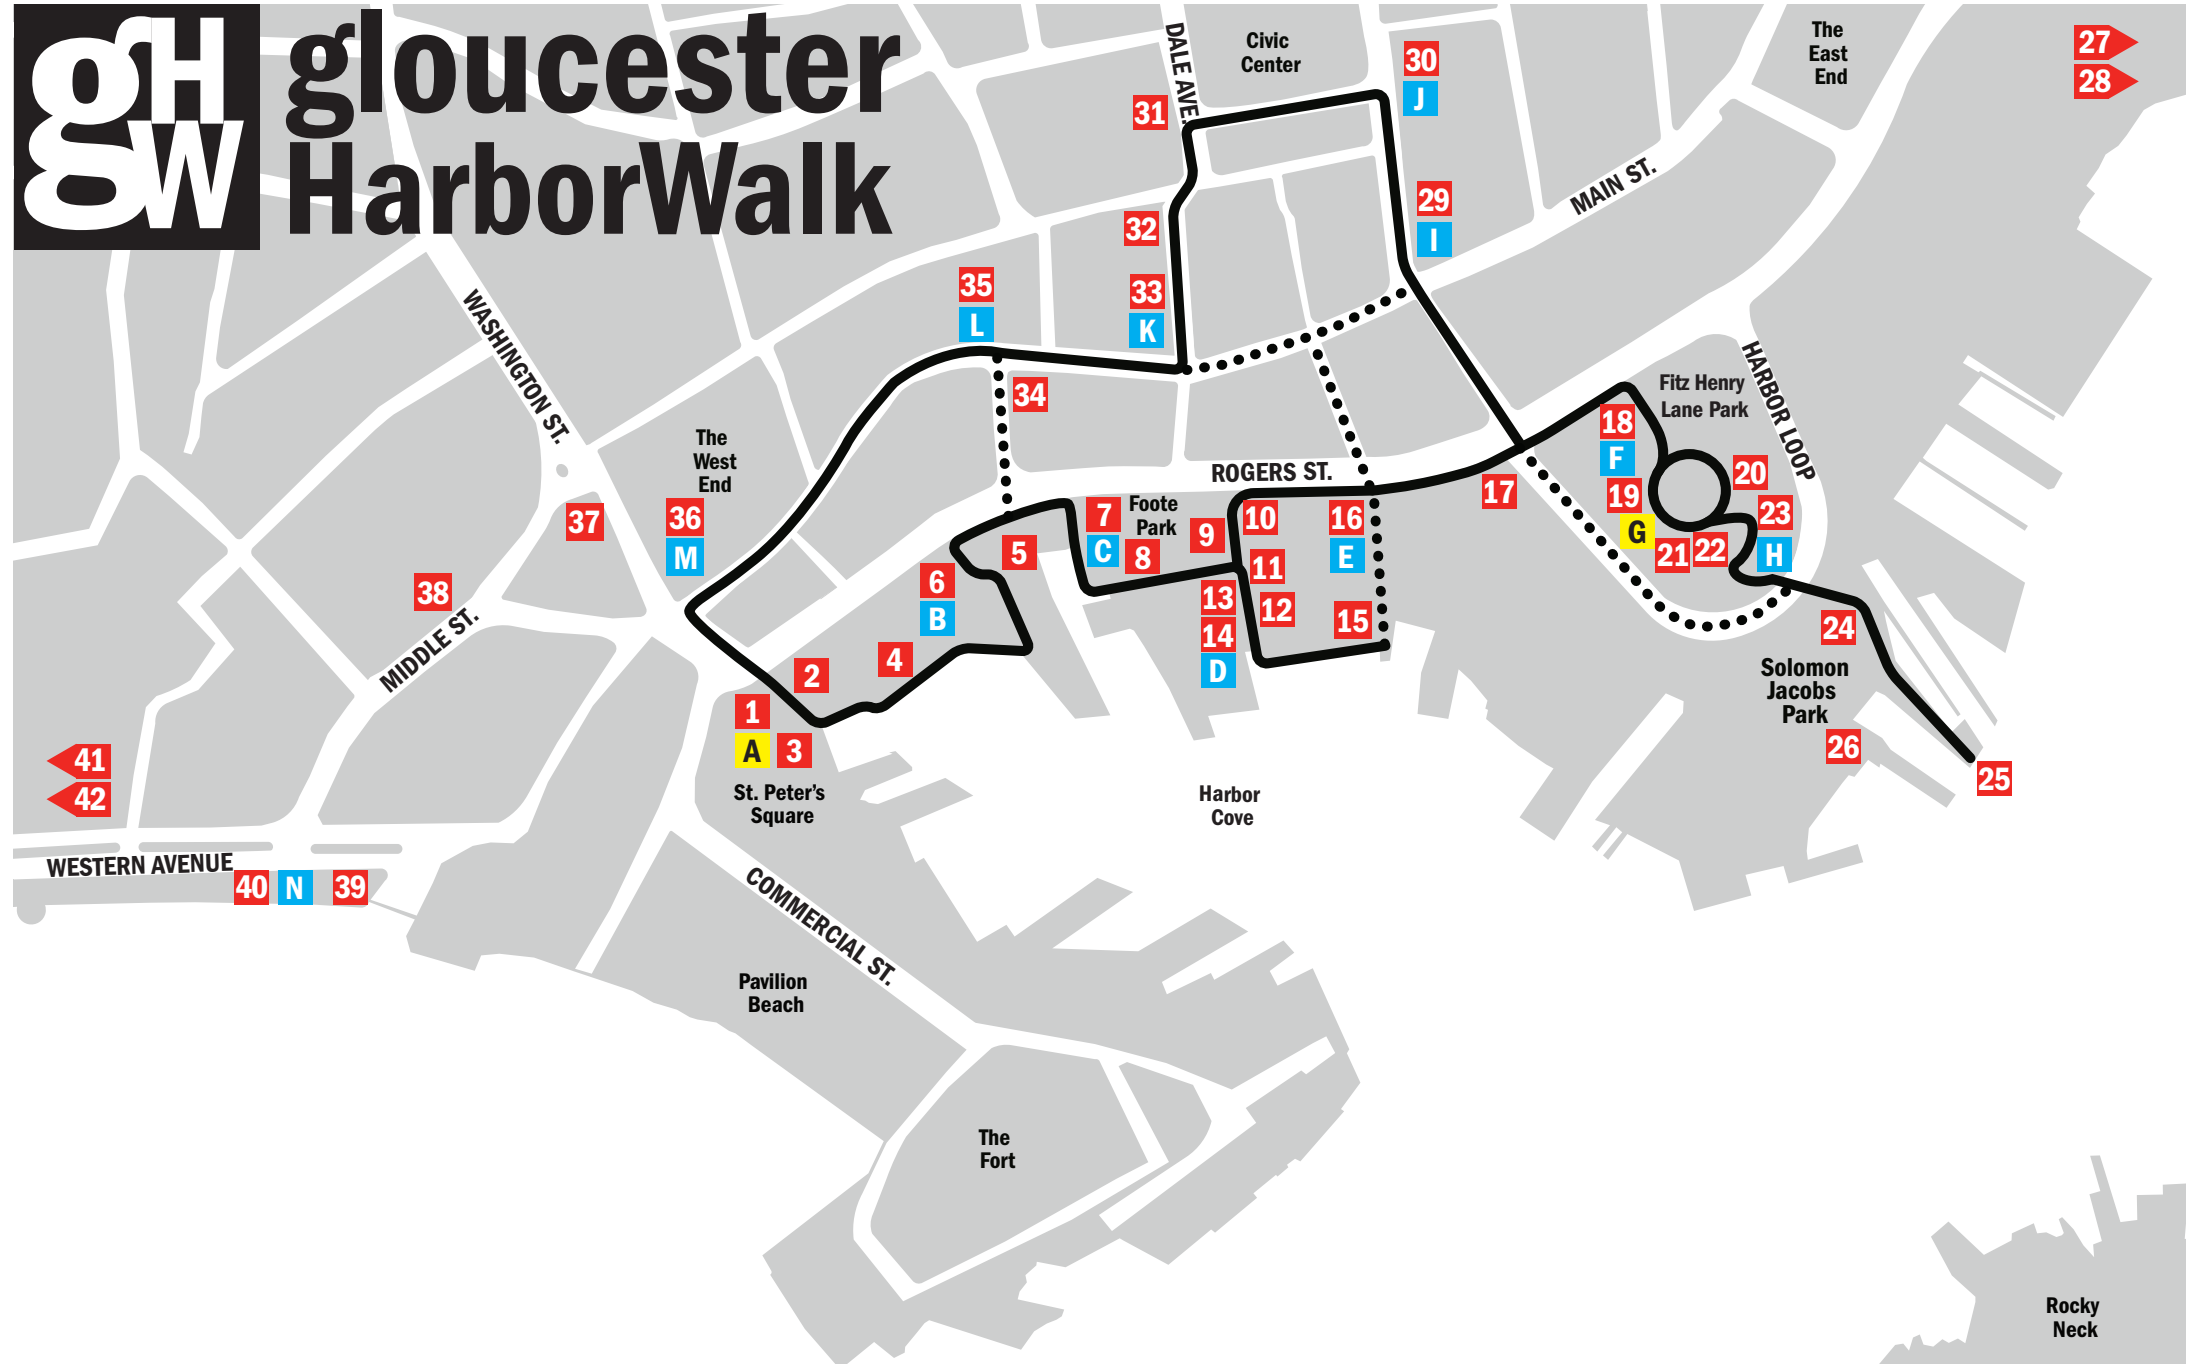 gHW
gloucester
HarborWalk
DALE AVE.
Civic
Center
30
J
31
The
East
End
27
28
MAIN ST.
29
I
32
33
K
35
L
WASHINGTON ST.
34
The
West
End
36
M
37
38
MIDDLE ST.
ROGERS ST.
Foote
Park
7
C
8
9
10
11
12
13
14
D
15
16
E
17
5
6
B
4
2
1
A
3
St. Peter's
Square
Fitz Henry
Lane Park
HARBOR LOOP
18
F
19
G
20
21
22
23
H
24
Solomon
Jacobs
Park
26
25
41
42
WESTERN AVENUE
40
N
39
Harbor
Cove
COMMERCIAL ST.
Pavilion
Beach
The
Fort
Rocky
Neck